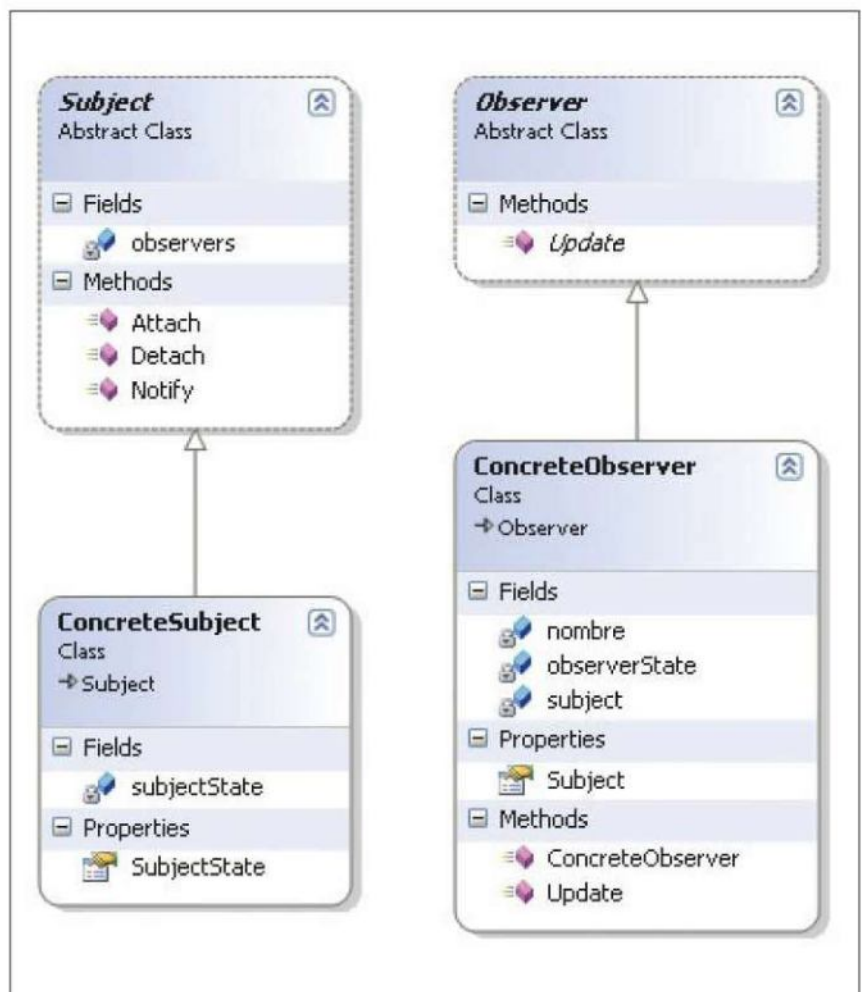 Subject
Abstract Class
Fields
observers
Methods
Attach
Detach
Notify
Observer
Abstract Class
Methods
Update
ConcreteSubject
Class
Subject
Fields
subjectState
Properties
SubjectState
ConcreteObserver
Class
Observer
Fields
nombre
observerState
subject
Properties
Subject
Methods
ConcreteObserver
Update